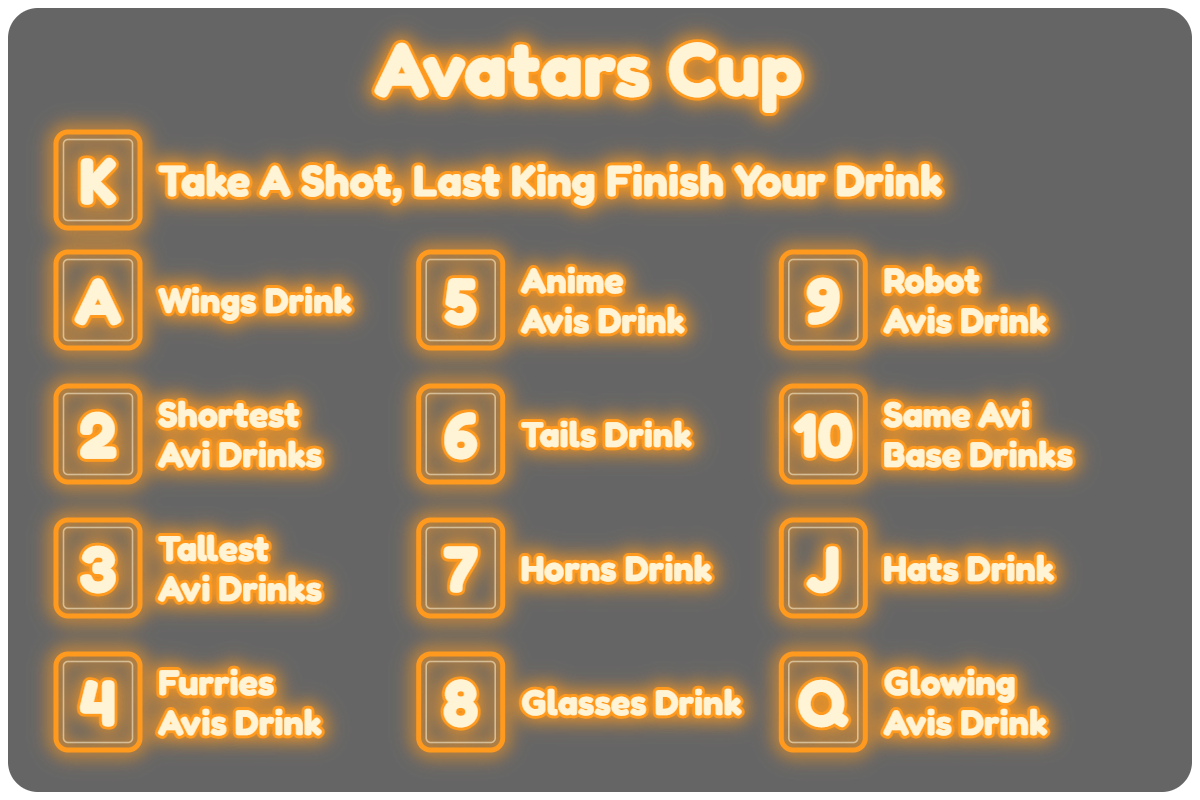 Avatars Cup
K
Take A Shot, Last King Finish Your Drink
A
Wings Drink
2
Shortest
Avi Drinks
3
Tallest
Avi Drinks
4
Furries
Avis Drink
5
Anime
Avis Drink
6
Tails Drink
7
Horns Drink
8
Glasses Drink
9
Robot
Avis Drink
10
Same Avi
Base Drinks
J
Hats Drink
Q
Glowing
Avis Drink